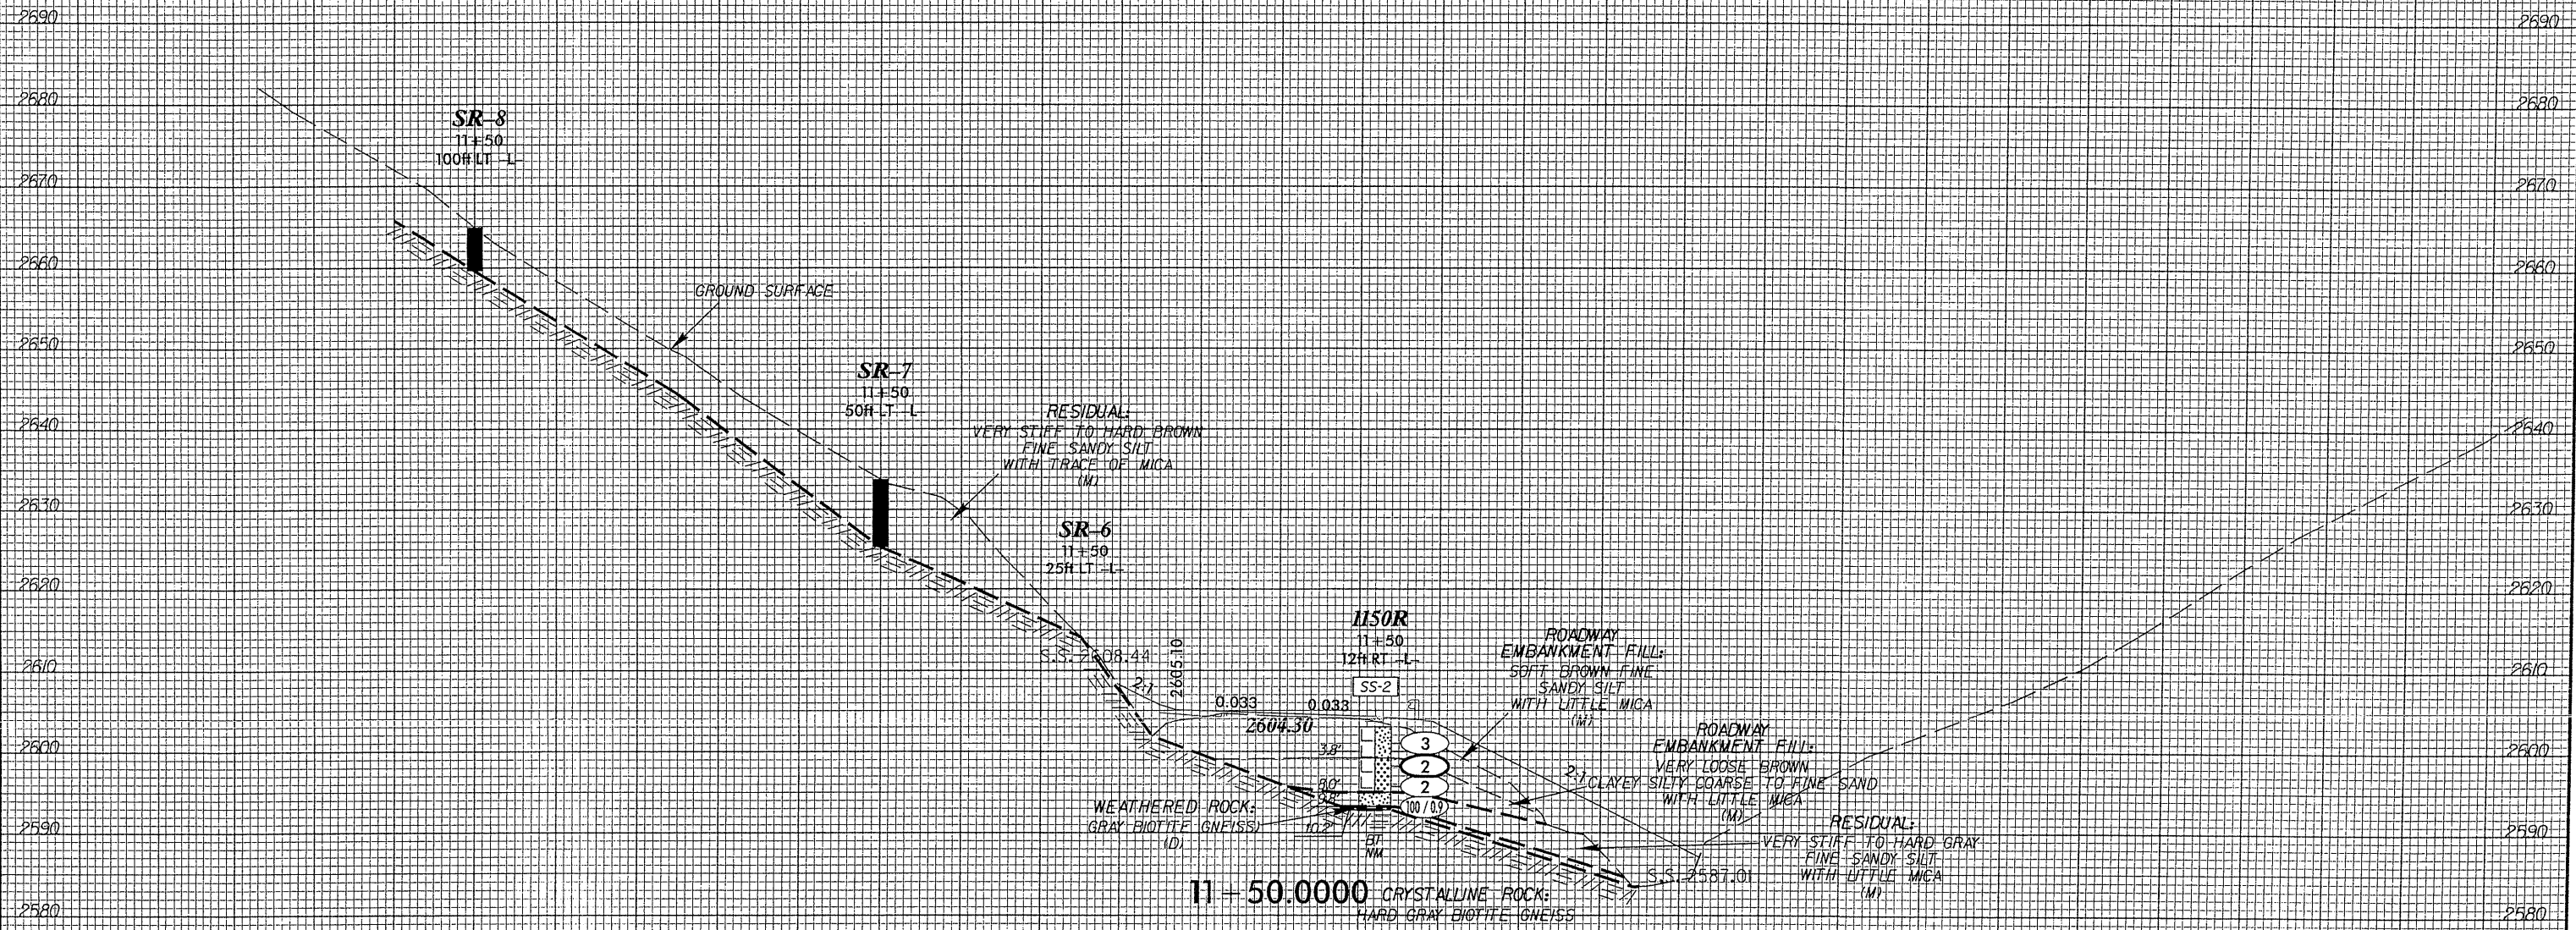 2690
2690
2680
2680
SR-8
11+50
100ft LT -L-
2670
2670
2660
2660
GROUND SURFACE
2650
2650
SR-7
11+50
50ft LT -L-
RESIDUAL:
VERY STIFF TO HARD BROWN
FINE SANDY SILT
WITH TRACE OF MICA
(M)
2640
2640
2630
2630
SR-6
11+50
25ft LT -L-
2620
2620
1150R
11+50
12ft RT -L-
SS-2
2610
2610
2605.10
2:1
0.033
0.033
2604.30
ROADWAY
EMBANKMENT FILL:
SOFT BROWN FINE
SANDY SILT
WITH LITTLE MICA
(M)
2600
2600
3.8'
3
2
2
100 / 0.9
10.2'
BT
NM
2:1
ROADWAY
EMBANKMENT FILL:
VERY LOOSE BROWN
CLAYEY SILTY COARSE TO FINE SAND
WITH LITTLE MICA
(M)
WEATHERED ROCK:
GRAY BIOTITE GNEISS)
(D)
2590
2590
RESIDUAL:
VERY STIFF TO HARD GRAY
FINE SANDY SILT
WITH LITTLE MICA
(M)
S.S. 2587.01
11+50.0000
CRYSTALLINE ROCK:
HARD GRAY BIOTITE GNEISS
2580
2580